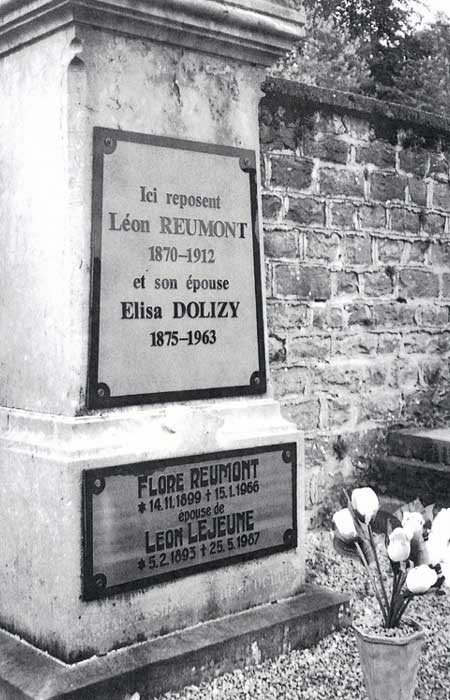 Ici reposent
Léon REUMONT
1870-1912
et son épouse
Elisa DOLIZY
1875-1963
FLORE REUMONT
* 14.11.1899 † 15.1.1966
épouse de
LEON LEJEUNE
* 5.2.1893 † 25.5.1967